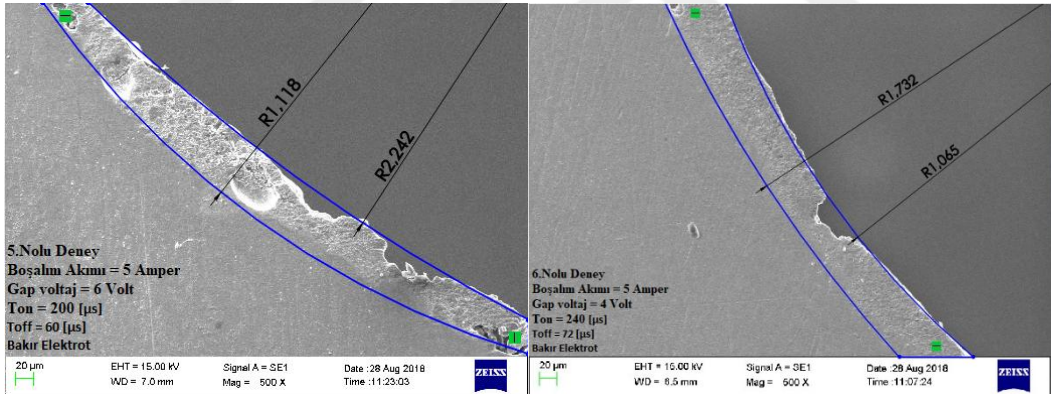 R1,118
R2,242
5.Nolu Deney
Boşalım Akımı = 5 Amper
Gap voltaj = 6 Volt
Ton = 200 [µs]
Toff = 60 [µs]
Bakır Elektrot
20 µm
EHT = 15.00 kV
WD = 7.0 mm
Signal A = SE1
Mag = 500 X
Date :28 Aug 2018
Time :11:23:03
ZEISS
R1,732
R1,065
6.Nolu Deney
Boşalım Akımı = 5 Amper
Gap voltaj = 4 Volt
Ton = 240 [µs]
Toff = 72 [µs]
Bakır Elektrot
20 µm
EHT = 15.00 kV
WD = 6.5 mm
Signal A = SE1
Mag = 500 X
Date :28 Aug 2018
Time :11:07:24
ZEISS